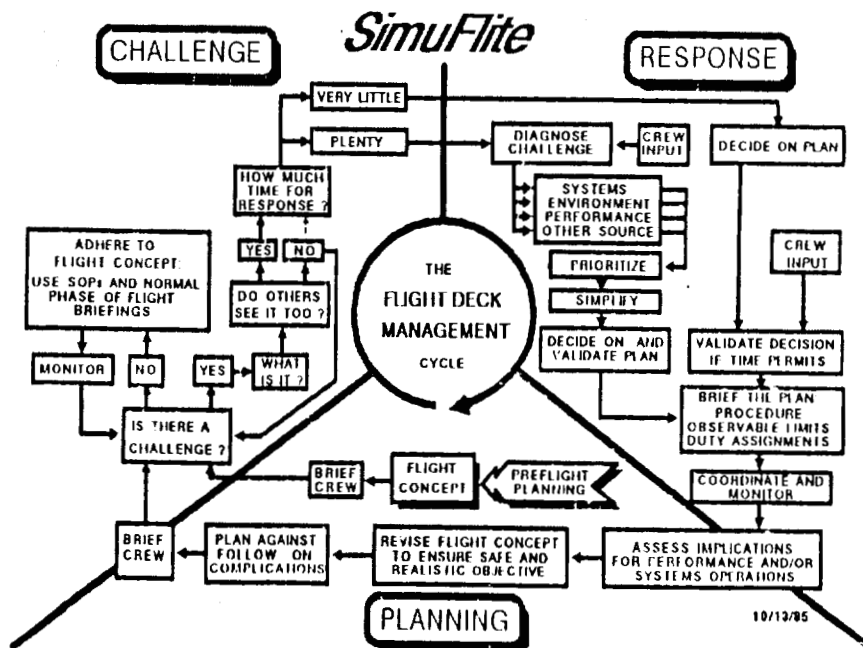 SimuFlite
CHALLENGE
RESPONSE
VERY LITTLE
PLENTY
HOW MUCH
TIME FOR
RESPONSE ?
YES
NO
DO OTHERS
SEE IT TOO ?
WHAT
IS IT ?
YES
NO
MONITOR
ADHERE TO
FLIGHT CONCEPT:
USE SOPs AND NORMAL
PHASE OF FLIGHT
BRIEFINGS
IS THERE A
CHALLENGE ?
DIAGNOSE
CHALLENGE
CREW
INPUT
DECIDE ON PLAN
SYSTEMS
ENVIRONMENT
PERFORMANCE
OTHER SOURCE
PRIORITIZE
SIMPLIFY
DECIDE ON AND
VALIDATE PLAN
CREW
INPUT
VALIDATE DECISION
IF TIME PERMITS
BRIEF THE PLAN
PROCEDURE
OBSERVABLE LIMITS
DUTY ASSIGNMENTS
COORDINATE AND
MONITOR
THE
FLIGHT DECK
MANAGEMENT
CYCLE
BRIEF
CREW
FLIGHT
CONCEPT
PREFLIGHT
PLANNING
BRIEF
CREW
PLAN AGAINST
FOLLOW ON
COMPLICATIONS
REVISE FLIGHT CONCEPT
TO ENSURE SAFE AND
REALISTIC OBJECTIVE
ASSESS IMPLICATIONS
FOR PERFORMANCE AND/OR
SYSTEMS OPERATIONS
PLANNING
10/13/85